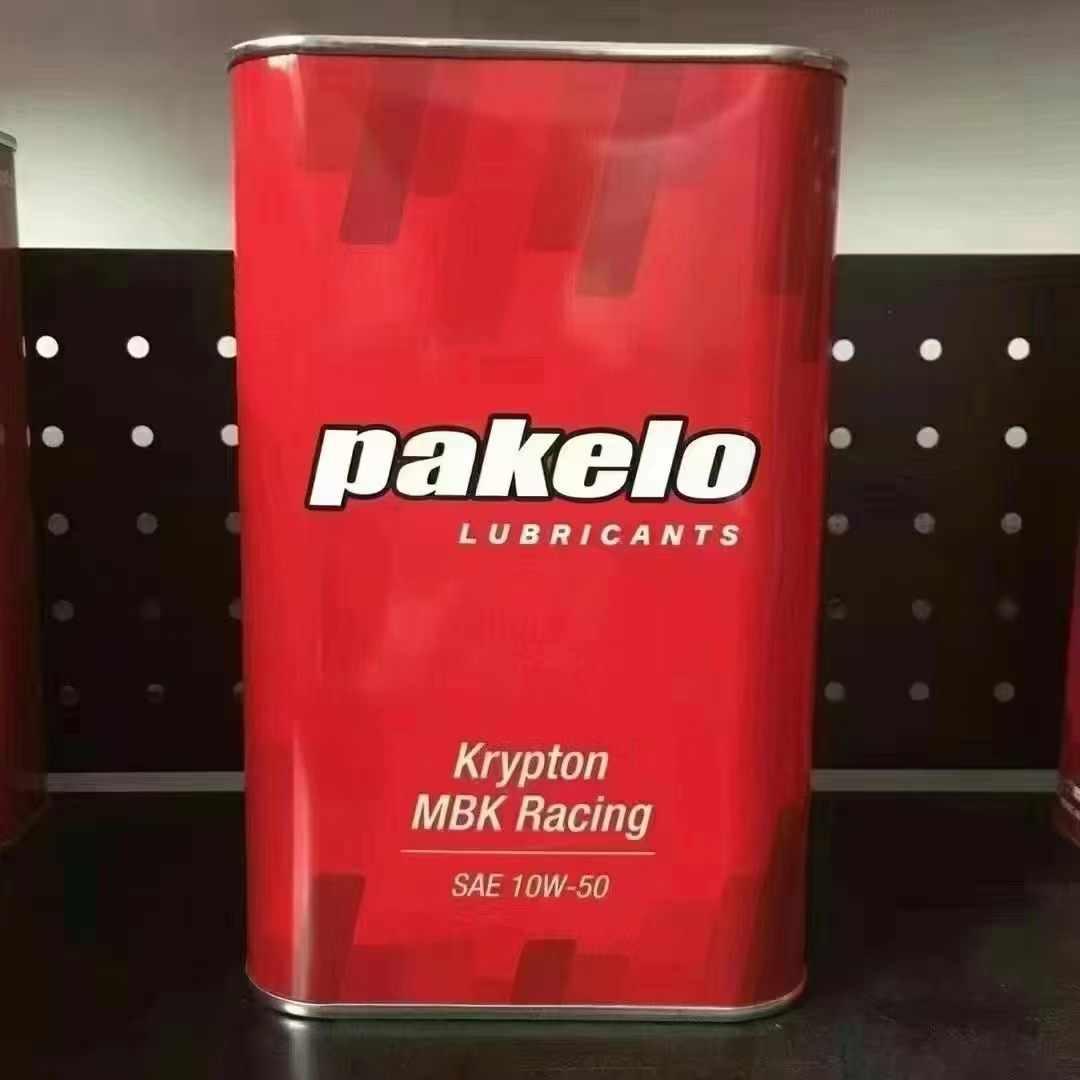 pakelo
LUBRICANTS
Krypton
MBK Racing
SAE 10W-50